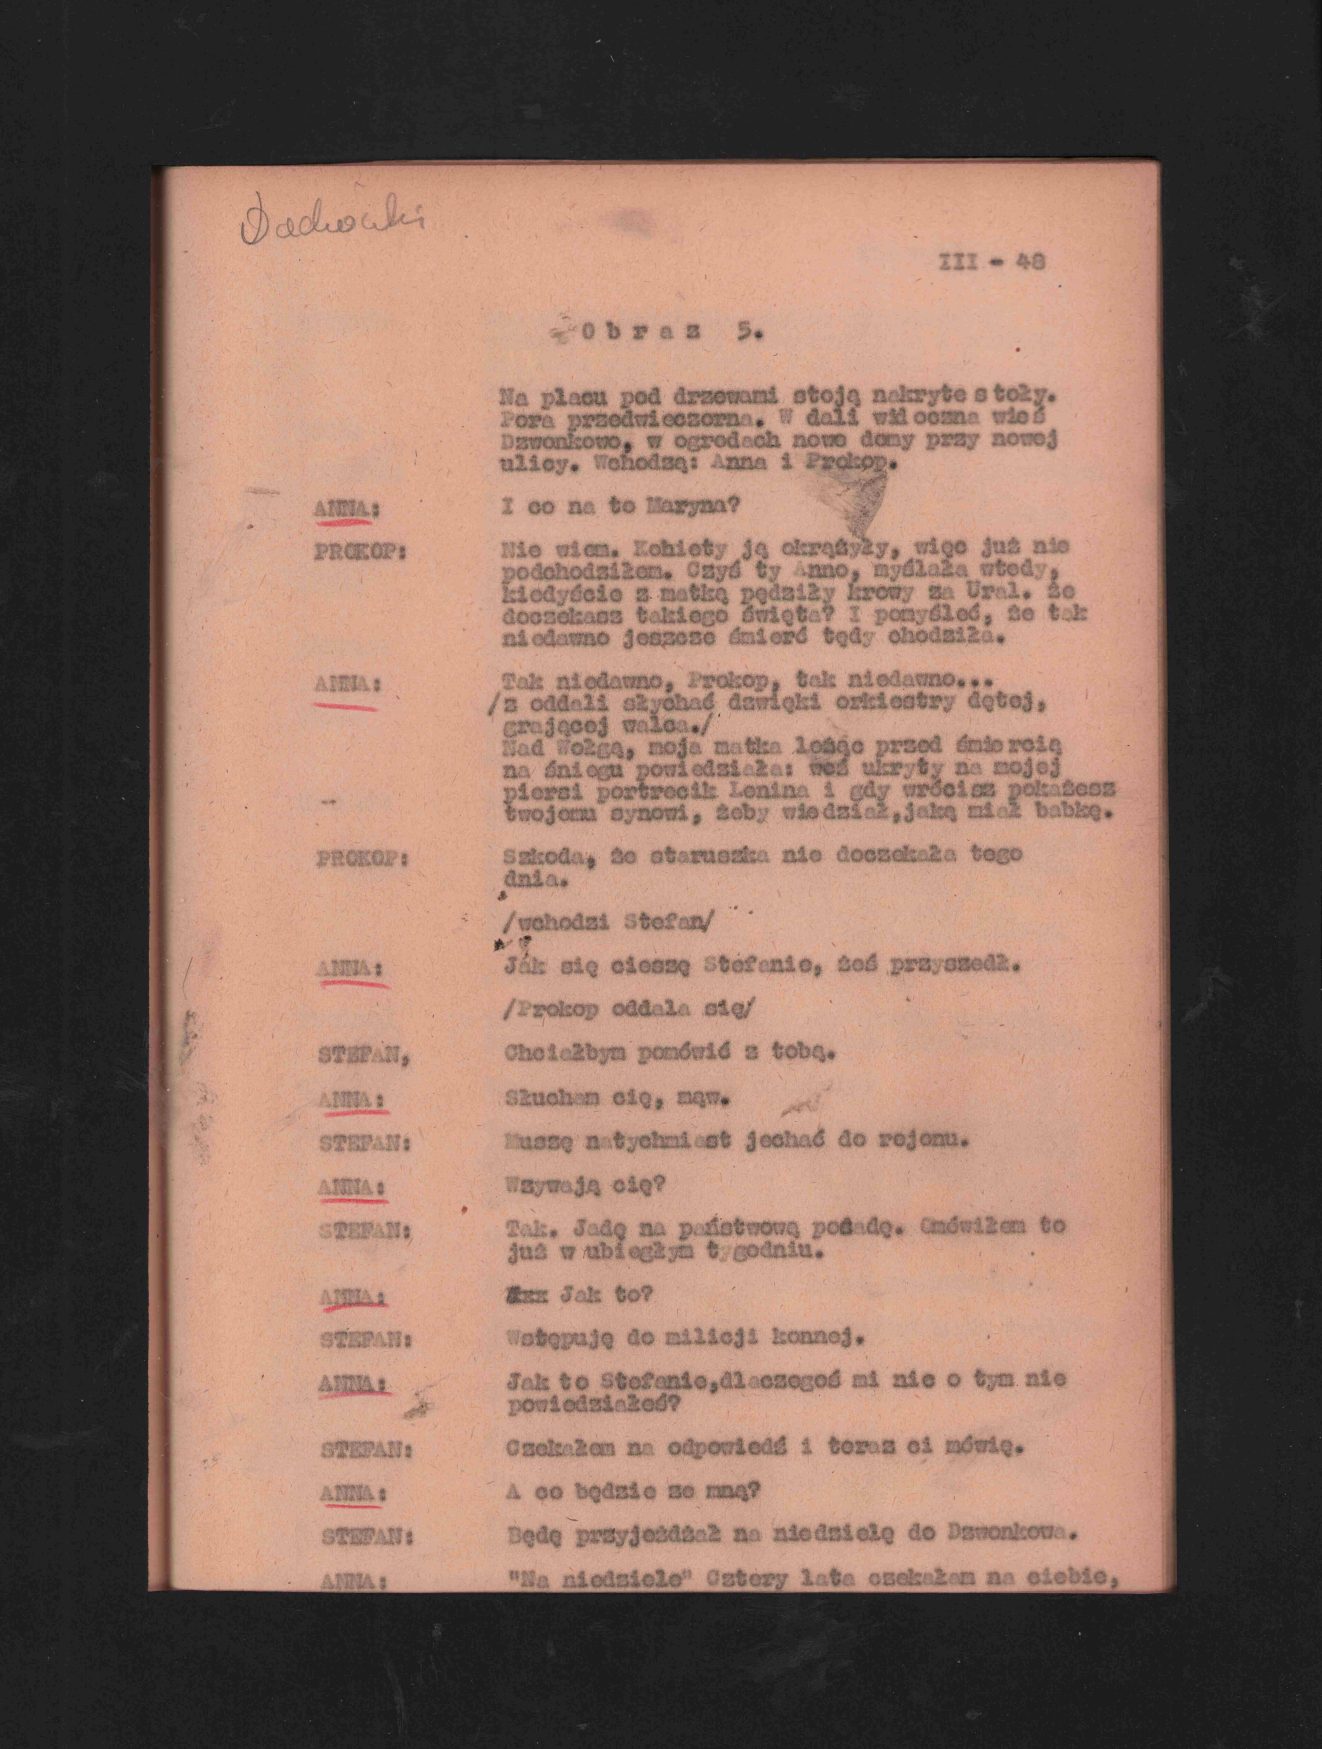 III - 48
Obraz 5.
Na placu pod drzewami stoją nakryte stoły.
Pora przedwieczorna. W dali widoczna wieś
Dzwonkowo, w ogrodach nowe domy przy nowej
ulicy. Wchodzą: Anna i Prokop.
ANNA: I co na to Maryna?
PROKOP: Nie wiem. Kobiety ją okrążyły, więc już nie
podchodziłem. Czyś ty Anno, myślała wtedy,
kiedyście z matką pędziły krowy za Ural. że
doczekasz takiego święta? I pomyśleć, że tak
niedawno jeszcze śmierć tędy chodziła.
ANNA: Tak niedawno, Prokop, tak niedawno...
/z oddali słychać dzwięki orkiestry dętej,
grającej walca./
Nad Wołgą, moja matka leżąc przed śmiercią
na śniegu powiedziała: weś ukryty na mojej
piersi portrecik Lenina i gdy wrócisz pokażesz
twojemu synowi, żeby wiedział,jaką miał babkę.
PROKOP: Szkoda, że staruszka nie doczekała tego
dnia.
/wchodzi Stefan/
ANNA: Jak się cieszę Stefanie, żeś przyszedł.
/Prokop oddala się/
STEFAN, Chciałbym pomówić z tobą.
ANNA: Słucham cię, mąw.
STEFAN: Muszę natychmiast jechać do rejonu.
ANNA: Wzywają cię?
STEFAN: Tak. Jadę na państwową posadę. Omówiłem to
już w ubiegłym tygodniu.
ANNA: Jak to?
STEFAN: Wstępuję do milicji konnej.
ANNA: Jak to Stefanie,dlaczegoś mi nic o tym nie
powiedziałeś?
STEFAN: Czekałem na odpowiedź i teraz ci mówię.
ANNA: A co będzie ze mną?
STEFAN: Będę przyjeżdżał na niedzielę do Dzwonkowa.
ANNA: "Na niedziele" Cztery lata czekałam na ciebie,